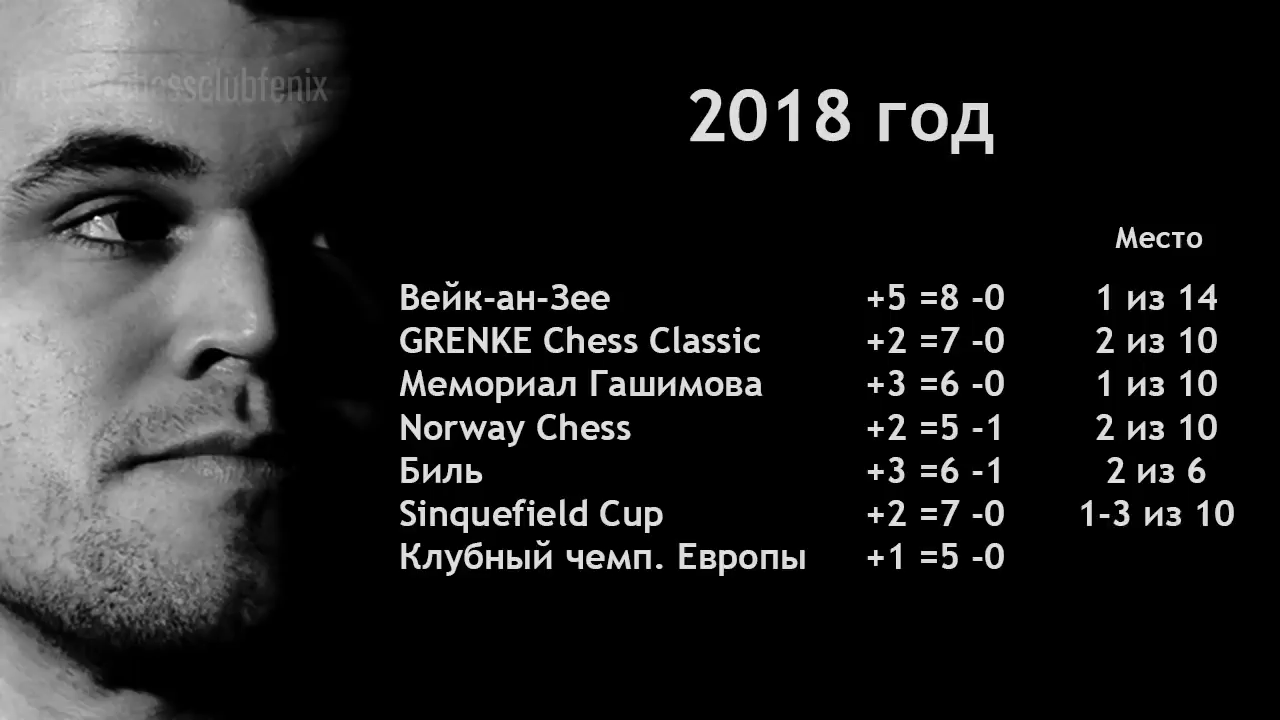 chessclubfenix
2018 год
Место
Вейк-ан-Зее +5 =8 -0 1 из 14
GRENKE Chess Classic +2 =7 -0 2 из 10
Мемориал Гашимова +3 =6 -0 1 из 10
Norway Chess +2 =5 -1 2 из 10
Биль +3 =6 -1 2 из 6
Sinquefield Cup +2 =7 -0 1-3 из 10
Клубный чемп. Европы +1 =5 -0